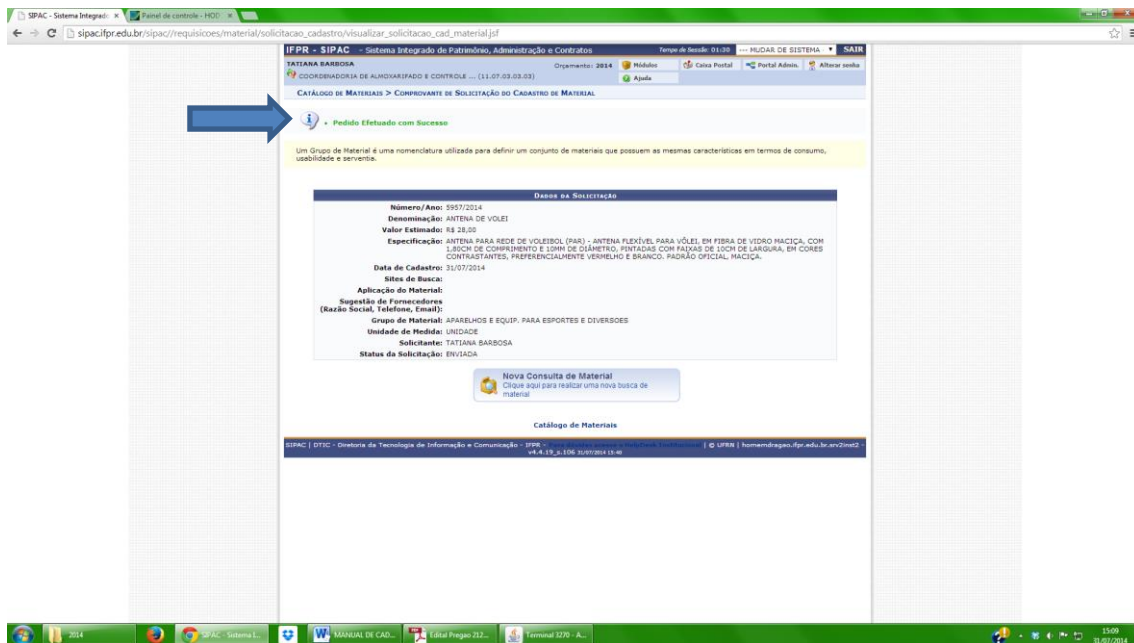 SIPAC - Sistema Integrado
Painel de controle - HOD
sipac.ifpr.edu.br/sipac//requisicoes/material/solicitacao_cadastro/visualizar_solicitacao_cad_material.jsf
IFPR - SIPAC - Sistema Integrado de Patrimônio, Administração e Contratos Tempo de Sessão: 01:30 --- MUDAR DE SISTEMA - SAIR
TATIANA BARBOSA Orçamento: 2014 Módulos Caixa Postal Portal Admin. Alterar senha
COORDENADORIA DE ALMOXARIFADO E CONTROLE ... (11.07.03.03.03) Ajuda
CATÁLOGO DE MATERIAIS > COMPROVANTE DE SOLICITAÇÃO DO CADASTRO DE MATERIAL
• Pedido Efetuado com Sucesso
Um Grupo de Material é uma nomenclatura utilizada para definir um conjunto de materiais que possuem as mesmas características em termos de consumo,
usabilidade e serventia.
DADOS DA SOLICITAÇÃO
Número/Ano: 5957/2014
Denominação: ANTENA DE VOLEI
Valor Estimado: R$ 28,00
Especificação: ANTENA PARA REDE DE VOLEIBOL (PAR) - ANTENA FLEXÍVEL PARA VÔLEI, EM FIBRA DE VIDRO MACIÇA, COM
1,80CM DE COMPRIMENTO E 10MM DE DIÂMETRO, PINTADAS COM FAIXAS DE 10CM DE LARGURA, EM CORES
CONTRASTANTES, PREFERENCIALMENTE VERMELHO E BRANCO. PADRÃO OFICIAL, MACIÇA.
Data de Cadastro: 31/07/2014
Sites de Busca:
Aplicação do Material:
Sugestão de Fornecedores
(Razão Social, Telefone, Email):
Grupo de Material: APARELHOS E EQUIP. PARA ESPORTES E DIVERSOES
Unidade de Medida: UNIDADE
Solicitante: TATIANA BARBOSA
Status da Solicitação: ENVIADA
Nova Consulta de Material
Clique aqui para realizar uma nova busca de
material
Catálogo de Materiais
SIPAC | DTIC - Diretoria da Tecnologia de Informação e Comunicação - IFPR - | © UFRN | homemdragao.ifpr.edu.br.srv2inst2 -
v4.4.19_s.106 31/07/2014 15:40
2014
SIPAC - Sistema I...
MANUAL DE CAD...
Edital Pregao 212...
Terminal 3270 - A...
15:09
31/07/2014